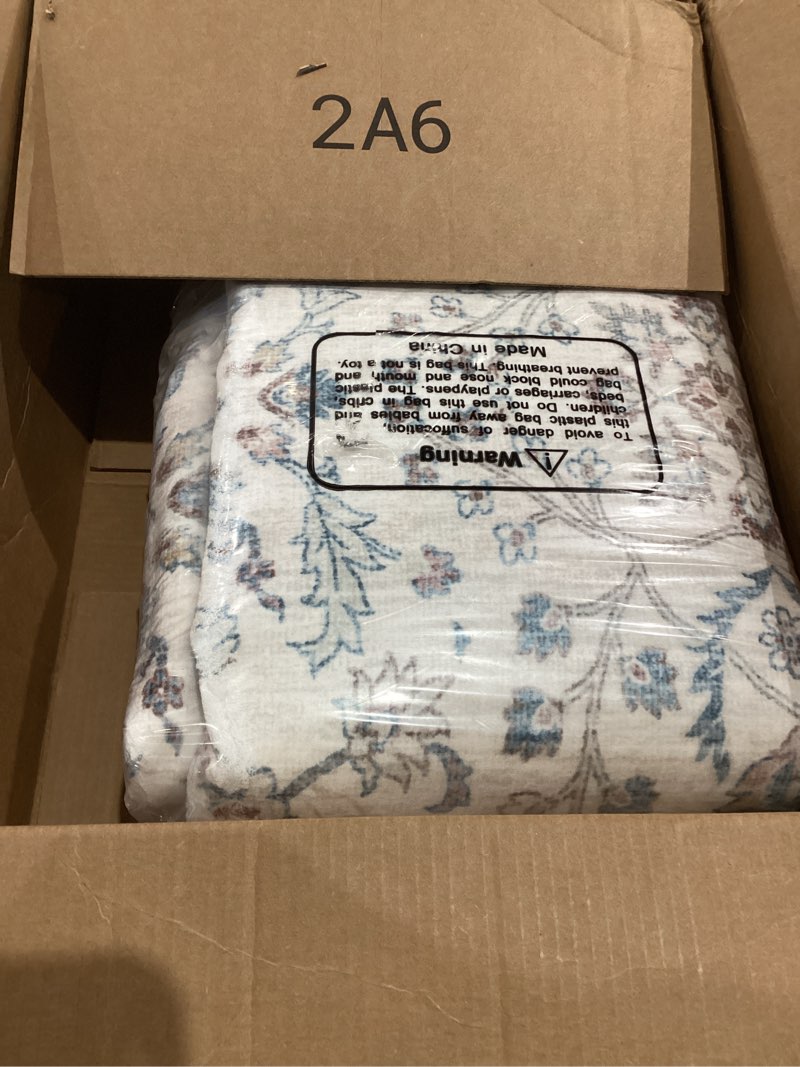 2A6
Warning
To avoid danger of suffocation,
this plastic bag away from babies and
children. Do not use this bag in cribs,
beds, carriages or playpens. The plastic
bag could block nose and mouth and
prevent breathing. This bag is not a toy.
Made in China